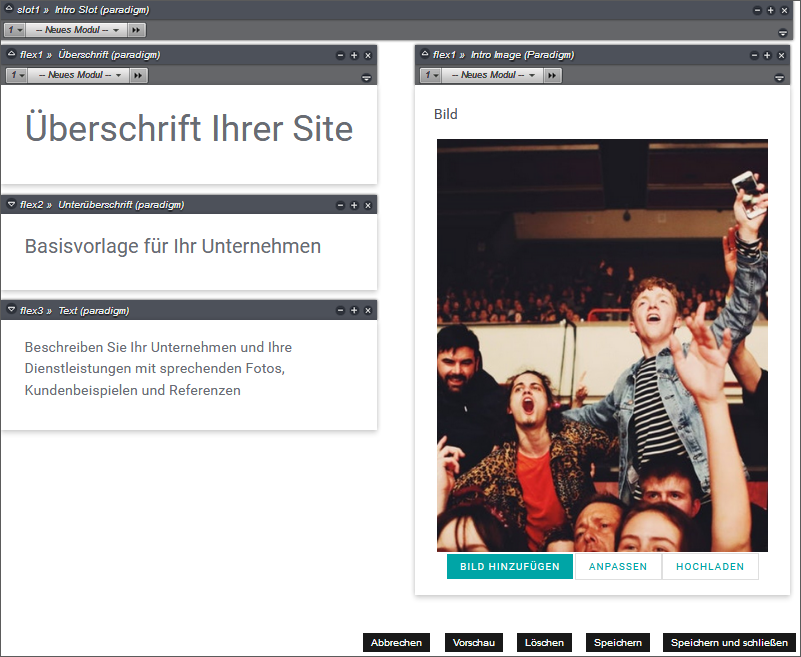 slot1 » Intro Slot (paradigm)
1 -- Neues Modul --
flex1 » Überschrift (paradigm)
1 -- Neues Modul --
Überschrift Ihrer Site
flex2 » Unterüberschrift (paradigm)
Basisvorlage für Ihr Unternehmen
flex3 » Text (paradigm)
Beschreiben Sie Ihr Unternehmen und Ihre
Dienstleistungen mit sprechenden Fotos,
Kundenbeispielen und Referenzen
flex1 » Intro Image (Paradigm)
1 -- Neues Modul --
Bild
BILD HINZUFÜGEN ANPASSEN HOCHLADEN
Abbrechen Vorschau Löschen Speichern Speichern und schließen